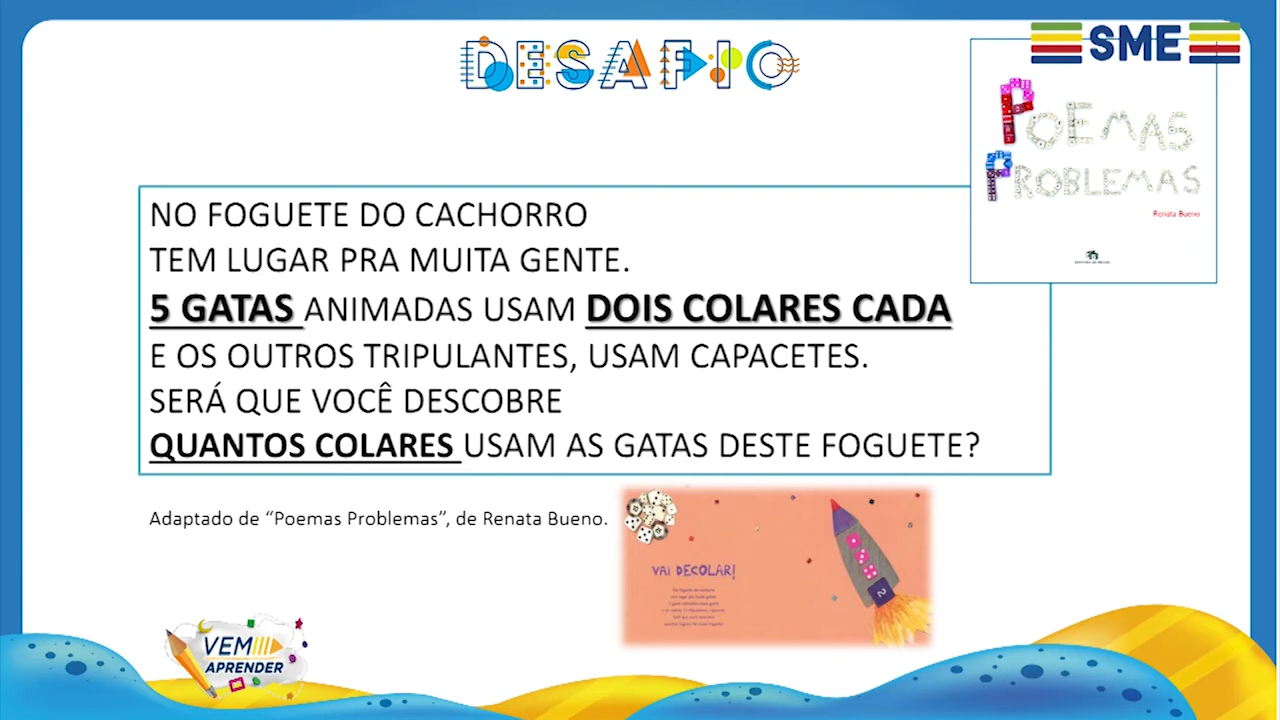 DESAFIO
SME
POEMAS
PROBLEMAS
Renata Bueno
NO FOGUETE DO CACHORRO
TEM LUGAR PRA MUITA GENTE.
5 GATAS ANIMADAS USAM DOIS COLARES CADA
E OS OUTROS TRIPULANTES, USAM CAPACETES.
SERÁ QUE VOCÊ DESCOBRE
QUANTOS COLARES USAM AS GATAS DESTE FOGUETE?
Adaptado de “Poemas Problemas”, de Renata Bueno.
VAI DECOLAR!
2
VEM
APRENDER